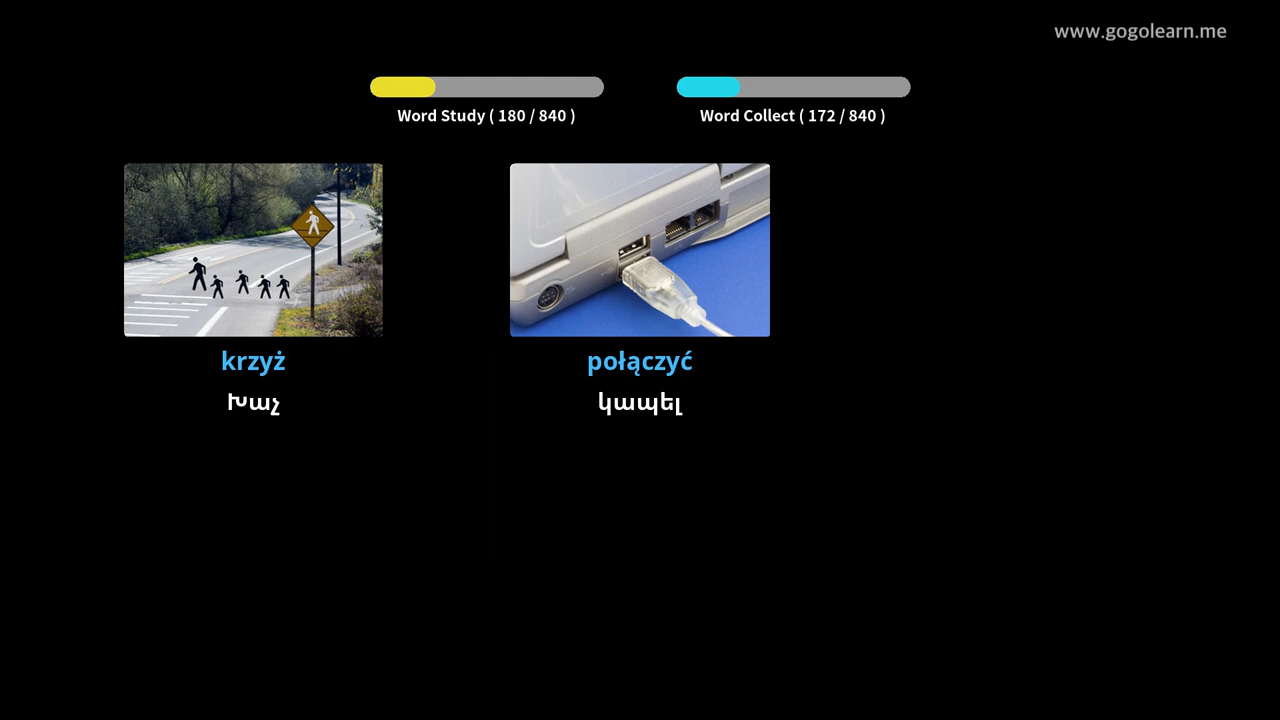 www.gogolearn.me
Word Study ( 180 / 840 )
Word Collect ( 172 / 840 )
krzyż
Խաչ
połączyć
կապել